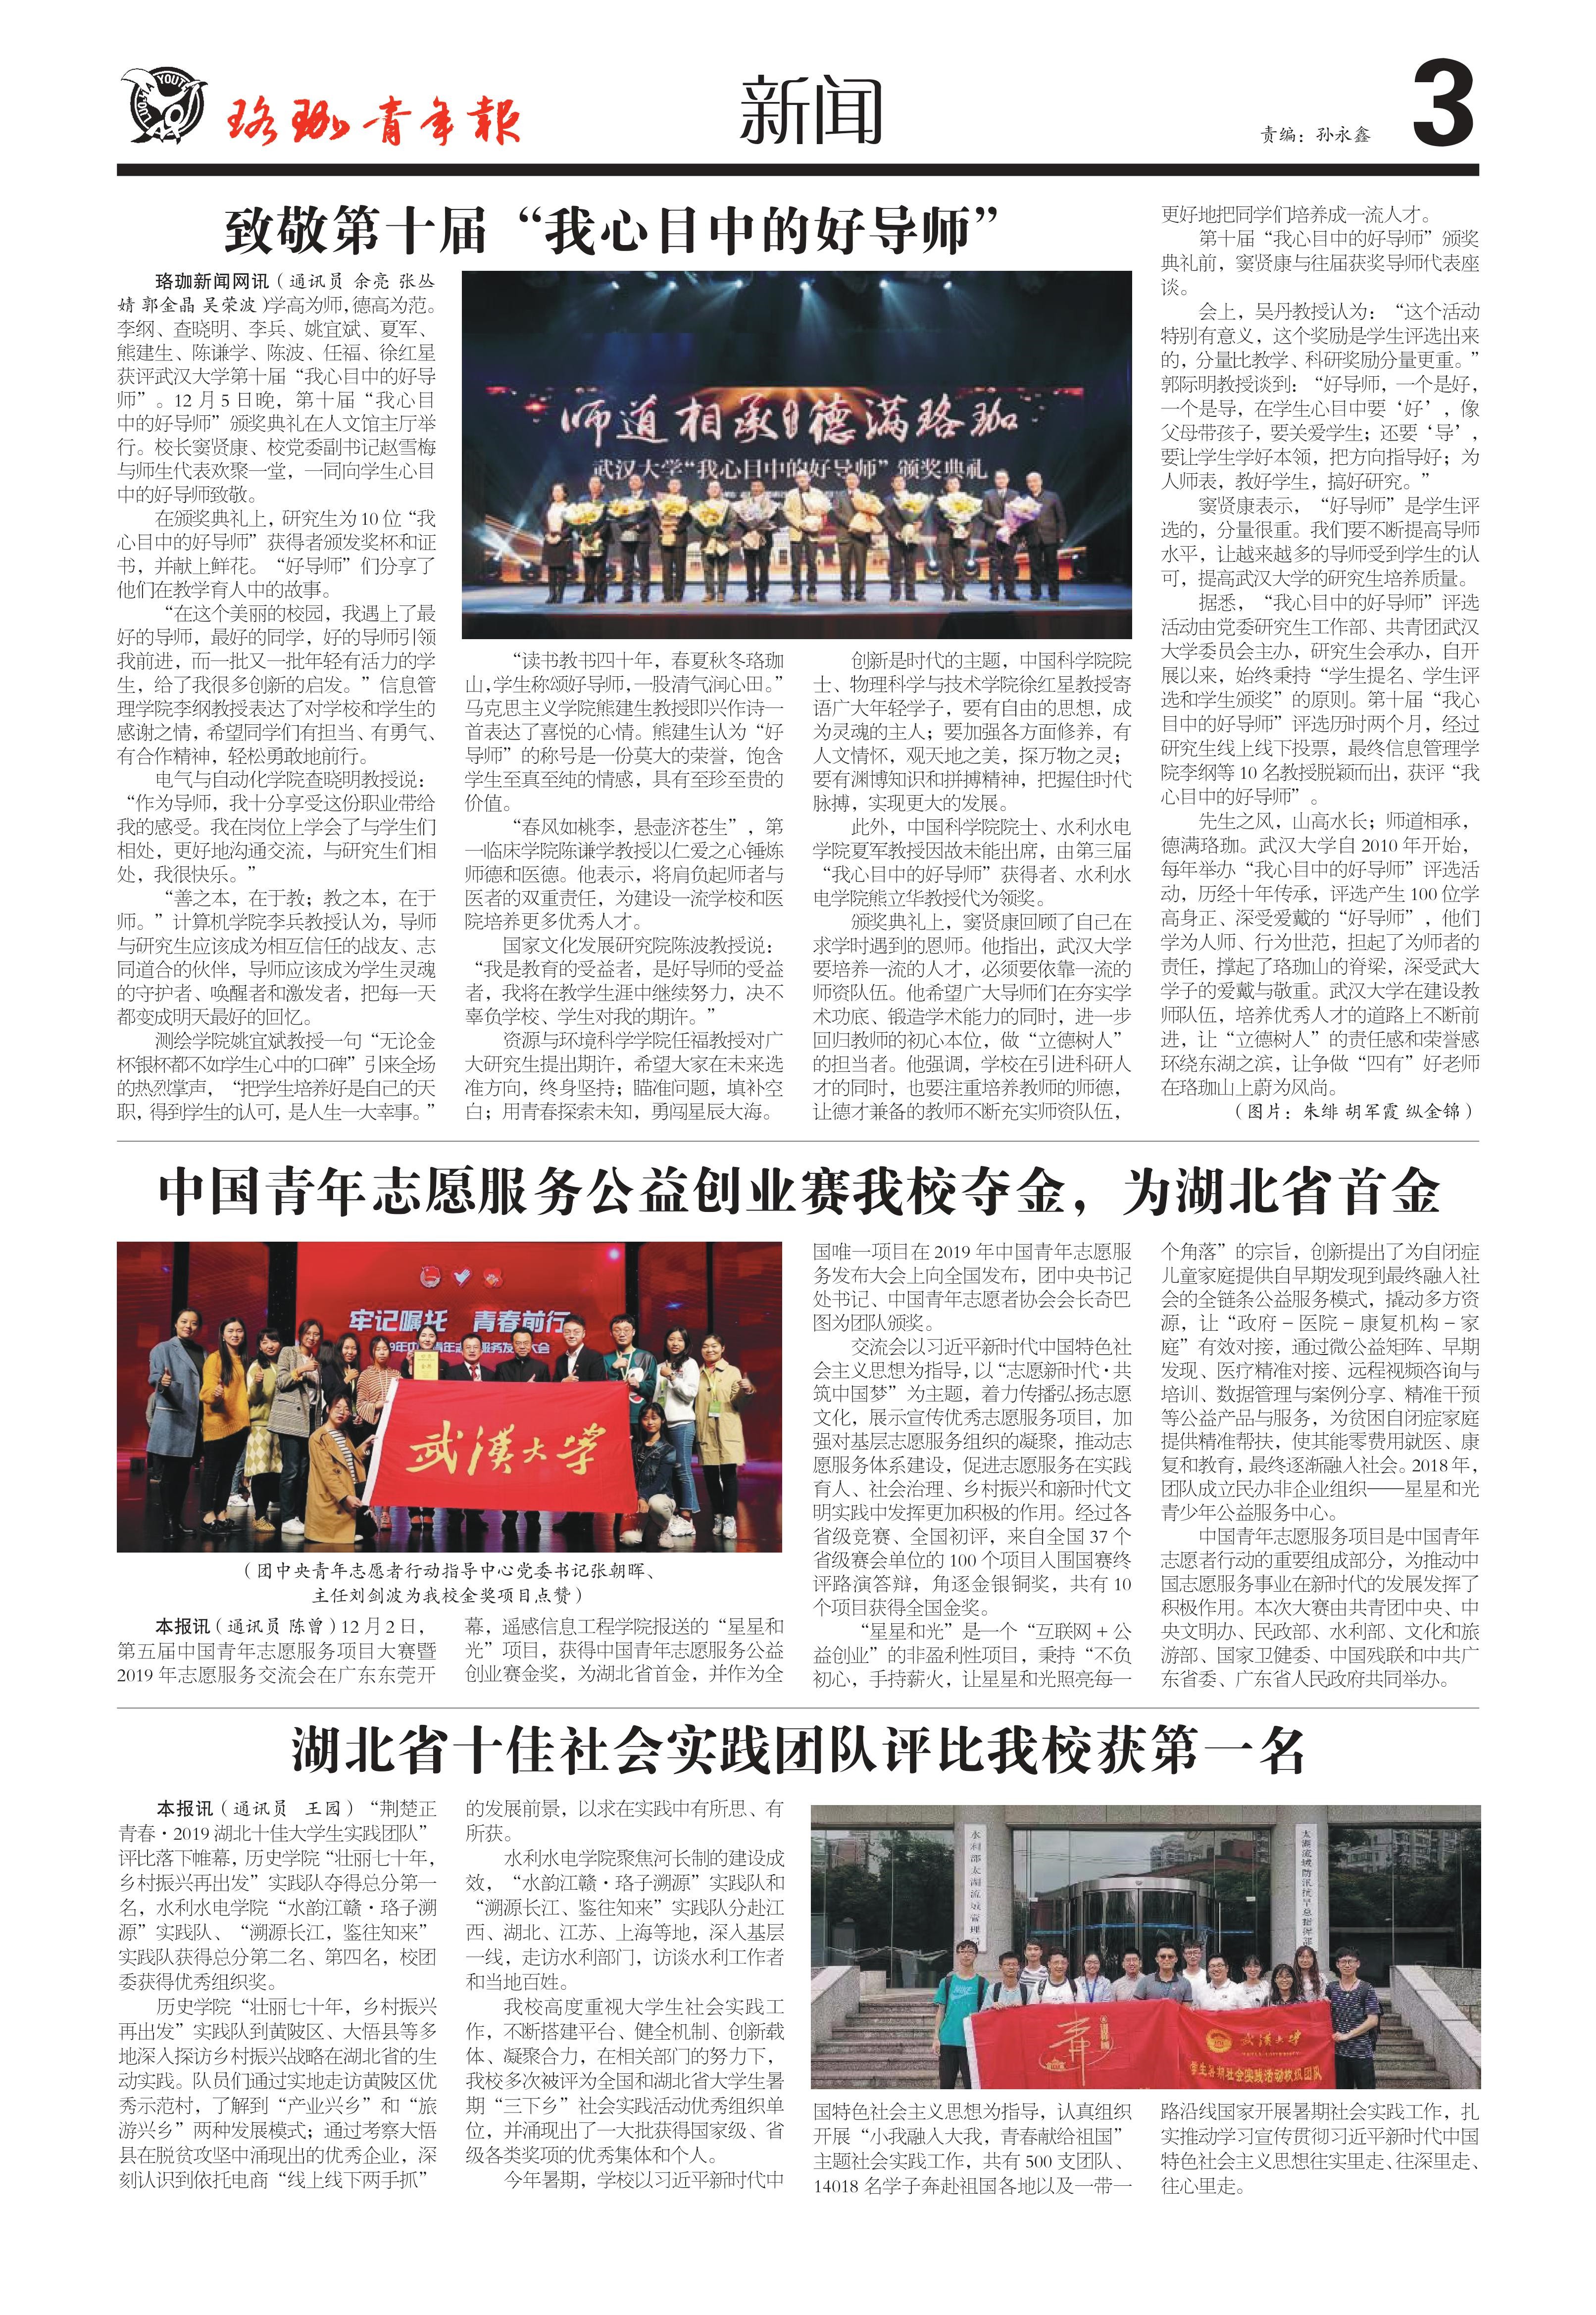 珞珈青年報
新闻
责编：孙永鑫
3
致敬第十届“我心目中的好导师”
珞珈新闻网讯（通讯员 余亮 张丛
婧 郭金晶 吴荣波）学高为师，德高为范。
李纲、查晓明、李兵、姚宜斌、夏军、
熊建生、陈谦学、陈波、任福、徐红星
获评武汉大学第十届“我心目中的好导
师”。12月5日晚，第十届“我心目
中的好导师”颁奖典礼在人文馆主厅举
行。校长窦贤康、校党委副书记赵雪梅
与师生代表欢聚一堂，一同向学生心目
中的好导师致敬。
在颁奖典礼上，研究生为10位“我
心目中的好导师”获得者颁发奖杯和证
书，并献上鲜花。“好导师”们分享了
他们在教学育人中的故事。
“在这个美丽的校园，我遇上了最
好的导师，最好的同学，好的导师引领
我前进，而一批又一批年轻有活力的学
生，给了我很多创新的启发。”信息管
理学院李纲教授表达了对学校和学生的
感谢之情，希望同学们有担当、有勇气、
有合作精神，轻松勇敢地前行。
电气与自动化学院查晓明教授说：
“作为导师，我十分享受这份职业带给
我的感受。我在岗位上学会了与学生们
相处，更好地沟通交流，与研究生们相
处，我很快乐。”
“善之本，在于教；教之本，在于
师。”计算机学院李兵教授认为，导师
与研究生应该成为相互信任的战友、志
同道合的伙伴，导师应该成为学生灵魂
的守护者、唤醒者和激发者，把每一天
都变成明天最好的回忆。
测绘学院姚宜斌教授一句“无论金
杯银杯都不如学生心中的口碑”引来全场
的热烈掌声，“把学生培养好是自己的天
职，得到学生的认可，是人生一大幸事。”
师道相承 德满珞珈
武汉大学“我心目中的好导师”颁奖典礼
“读书教书四十年，春夏秋冬珞珈
山，学生称颂好导师，一股清气润心田。”
马克思主义学院熊建生教授即兴作诗一
首表达了喜悦的心情。熊建生认为“好
导师”的称号是一份莫大的荣誉，饱含
学生至真至纯的情感，具有至珍至贵的
价值。
“春风如桃李，悬壶济苍生”，第
一临床学院陈谦学教授以仁爱之心锤炼
师德和医德。他表示，将肩负起师者与
医者的双重责任，为建设一流学校和医
院培养更多优秀人才。
国家文化发展研究院陈波教授说：
“我是教育的受益者，是好导师的受益
者，我将在教学生涯中继续努力，决不
辜负学校、学生对我的期许。”
资源与环境科学学院任福教授对广
大研究生提出期许，希望大家在未来选
准方向，终身坚持；瞄准问题，填补空
白；用青春探索未知，勇闯星辰大海。
创新是时代的主题，中国科学院院
士、物理科学与技术学院徐红星教授寄
语广大年轻学子，要有自由的思想，成
为灵魂的主人；要加强各方面修养，有
人文情怀，观天地之美，探万物之灵；
要有渊博知识和拼搏精神，把握住时代
脉搏，实现更大的发展。
此外，中国科学院院士、水利水电
学院夏军教授因故未能出席，由第三届
“我心目中的好导师”获得者、水利水
电学院熊立华教授代为领奖。
颁奖典礼上，窦贤康回顾了自己在
求学时遇到的恩师。他指出，武汉大学
要培养一流的人才，必须要依靠一流的
师资队伍。他希望广大导师们在夯实学
术功底、锻造学术能力的同时，进一步
回归教师的初心本位，做“立德树人”
的担当者。他强调，学校在引进科研人
才的同时，也要注重培养教师的师德，
让德才兼备的教师不断充实师资队伍，
更好地把同学们培养成一流人才。
第十届“我心目中的好导师”颁奖
典礼前，窦贤康与往届获奖导师代表座
谈。
会上，吴丹教授认为：“这个活动
特别有意义，这个奖励是学生评选出来
的，分量比教学、科研奖励分量更重。”
郭际明教授谈到：“好导师，一个是好，
一个是导，在学生心目中要‘好’，像
父母带孩子，要关爱学生；还要‘导’，
要让学生学好本领，把方向指导好；为
人师表，教好学生，搞好研究。”
窦贤康表示，“好导师”是学生评
选的，分量很重。我们要不断提高导师
水平，让越来越多的导师受到学生的认
可，提高武汉大学的研究生培养质量。
据悉，“我心目中的好导师”评选
活动由党委研究生工作部、共青团武汉
大学委员会主办，研究生会承办，自开
展以来，始终秉持“学生提名、学生评
选和学生颁奖”的原则。第十届“我心
目中的好导师”评选历时两个月，经过
研究生线上线下投票，最终信息管理学
院李纲等10名教授脱颖而出，获评“我
心目中的好导师”。
先生之风，山高水长；师道相承，
德满珞珈。武汉大学自2010年开始，
每年举办“我心目中的好导师”评选活
动，历经十年传承，评选产生100位学
高身正、深受爱戴的“好导师”，他们
学为人师、行为世范，担起了为师者的
责任，撑起了珞珈山的脊梁，深受武大
学子的爱戴与敬重。武汉大学在建设教
师队伍，培养优秀人才的道路上不断前
进，让“立德树人”的责任感和荣誉感
环绕东湖之滨，让争做“四有”好老师
在珞珈山上蔚为风尚。
（图片：朱绯 胡军霞 纵金锦）
中国青年志愿服务公益创业赛我校夺金，为湖北省首金
牢记嘱托 青春前行
武漢大学
（团中央青年志愿者行动指导中心党委书记张朝晖、
主任刘剑波为我校金奖项目点赞）
本报讯（通讯员 陈曾）12月2日，
第五届中国青年志愿服务项目大赛暨
2019年志愿服务交流会在广东东莞开
幕，遥感信息工程学院报送的“星星和
光”项目，获得中国青年志愿服务公益
创业赛金奖，为湖北省首金，并作为全
国唯一项目在2019年中国青年志愿服
务发布大会上向全国发布，团中央书记
处书记、中国青年志愿者协会会长奇巴
图为团队颁奖。
交流会以习近平新时代中国特色社
会主义思想为指导，以“志愿新时代·共
筑中国梦”为主题，着力传播弘扬志愿
文化，展示宣传优秀志愿服务项目，加
强对基层志愿服务组织的凝聚，推动志
愿服务体系建设，促进志愿服务在实践
育人、社会治理、乡村振兴和新时代文
明实践中发挥更加积极的作用。经过各
省级竞赛、全国初评，来自全国37个
省级赛会单位的100个项目入围国赛终
评路演答辩，角逐金银铜奖，共有10
个项目获得全国金奖。
“星星和光”是一个“互联网+公
益创业”的非盈利性项目，秉持“不负
初心，手持薪火，让星星和光照亮每一
个角落”的宗旨，创新提出了为自闭症
儿童家庭提供自早期发现到最终融入社
会的全链条公益服务模式，撬动多方资
源，让“政府－医院－康复机构－家
庭”有效对接，通过微公益矩阵、早期
发现、医疗精准对接、远程视频咨询与
培训、数据管理与案例分享、精准干预
等公益产品与服务，为贫困自闭症家庭
提供精准帮扶，使其能零费用就医、康
复和教育，最终逐渐融入社会。2018年，
团队成立民办非企业组织——星星和光
青少年公益服务中心。
中国青年志愿服务项目是中国青年
志愿者行动的重要组成部分，为推动中
国志愿服务事业在新时代的发展发挥了
积极作用。本次大赛由共青团中央、中
央文明办、民政部、水利部、文化和旅
游部、国家卫健委、中国残联和中共广
东省委、广东省人民政府共同举办。
湖北省十佳社会实践团队评比我校获第一名
本报讯（通讯员 王园）“荆楚正
青春·2019湖北十佳大学生实践团队”
评比落下帷幕，历史学院“壮丽七十年，
乡村振兴再出发”实践队夺得总分第一
名，水利水电学院“水韵江赣·珞子溯
源”实践队、“溯源长江，鉴往知来”
实践队获得总分第二名、第四名，校团
委获得优秀组织奖。
历史学院“壮丽七十年，乡村振兴
再出发”实践队到黄陂区、大悟县等多
地深入探访乡村振兴战略在湖北省的生
动实践。队员们通过实地走访黄陂区优
秀示范村，了解到“产业兴乡”和“旅
游兴乡”两种发展模式；通过考察大悟
县在脱贫攻坚中涌现出的优秀企业，深
刻认识到依托电商“线上线下两手抓”
的发展前景，以求在实践中有所思、有
所获。
水利水电学院聚焦河长制的建设成
效，“水韵江赣·珞子溯源”实践队和
“溯源长江、鉴往知来”实践队分赴江
西、湖北、江苏、上海等地，深入基层
一线，走访水利部门，访谈水利工作者
和当地百姓。
我校高度重视大学生社会实践工
作，不断搭建平台、健全机制、创新载
体、凝聚合力，在相关部门的努力下，
我校多次被评为全国和湖北省大学生暑
期“三下乡”社会实践活动优秀组织单
位，并涌现出了一大批获得国家级、省
级各类奖项的优秀集体和个人。
今年暑期，学校以习近平新时代中
水利部太湖流域管理局
太湖流域防汛抗旱总指挥部
武漢大学
学生暑期社会实践活动校级团队
国特色社会主义思想为指导，认真组织
开展“小我融入大我，青春献给祖国”
主题社会实践工作，共有500支团队、
14018名学子奔赴祖国各地以及一带一
路沿线国家开展暑期社会实践工作，扎
实推动学习宣传贯彻习近平新时代中国
特色社会主义思想往实里走、往深里走、
往心里走。